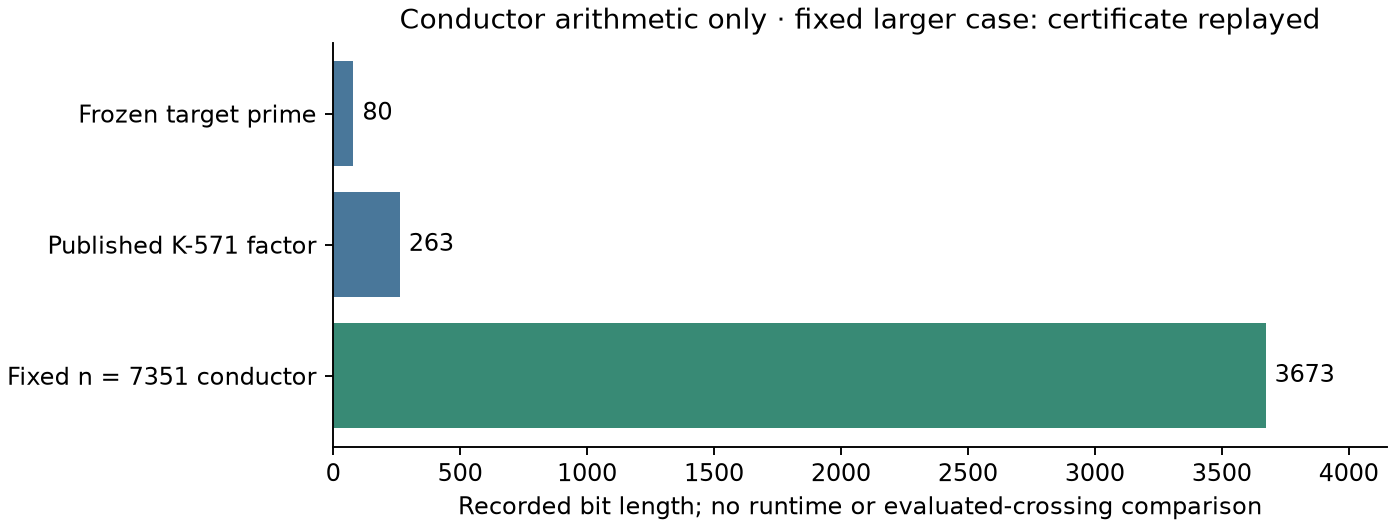 Conductor arithmetic only · fixed larger case: certificate replayed
Frozen target prime
80
Published K-571 factor
263
Fixed n = 7351 conductor
3673
0 500 1000 1500 2000 2500 3000 3500 4000
Recorded bit length; no runtime or evaluated-crossing comparison